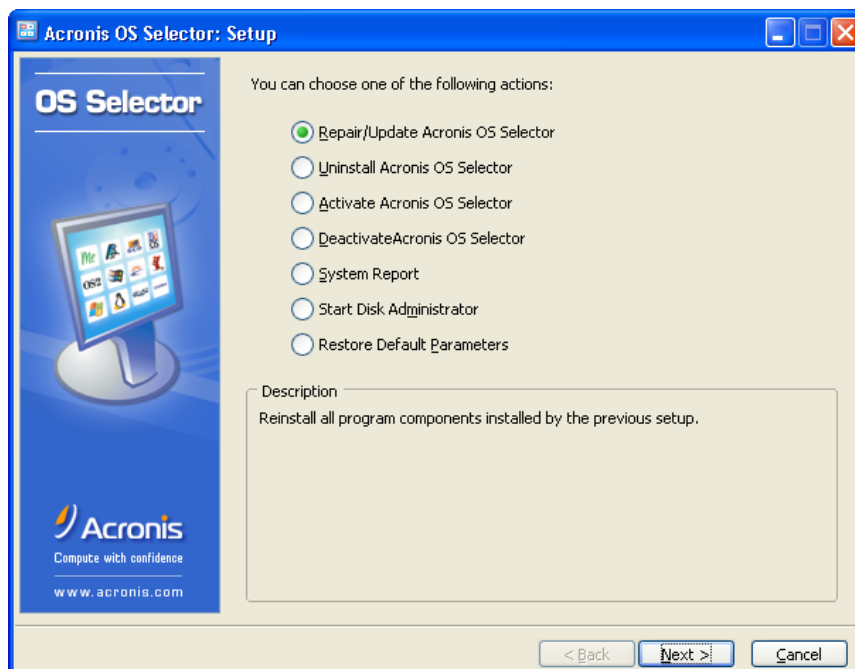 Acronis OS Selector: Setup
OS Selector
You can choose one of the following actions:
Repair/Update Acronis OS Selector
Uninstall Acronis OS Selector
Activate Acronis OS Selector
DeactivateAcronis OS Selector
System Report
Start Disk Administrator
Restore Default Parameters
Me
OS2
Description
Reinstall all program components installed by the previous setup.
Acronis
Compute with confidence
www.acronis.com
< Back
Next >
Cancel